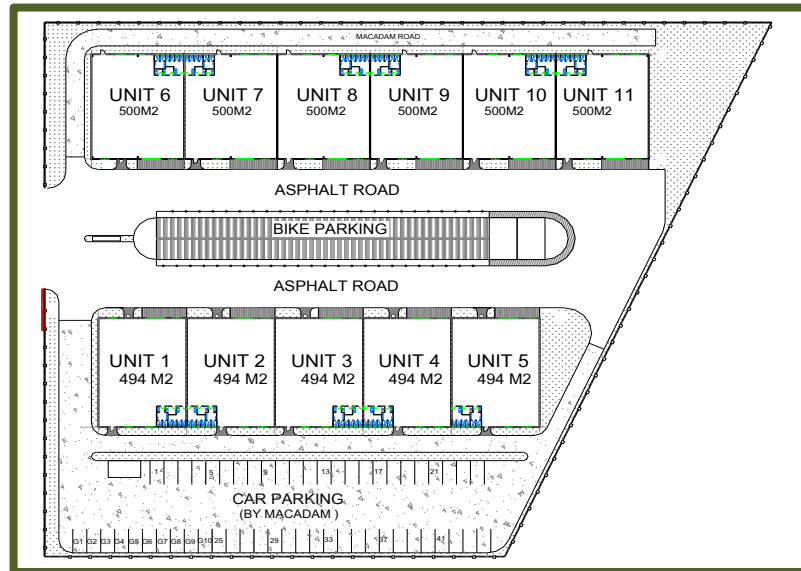 MACADAM ROAD
UNIT 6
500M2
UNIT 7
500M2
UNIT 8
500M2
UNIT 9
500M2
UNIT 10
500M2
UNIT 11
500M2
ASPHALT ROAD
BIKE PARKING
ASPHALT ROAD
UNIT 1
494 M2
UNIT 2
494 M2
UNIT 3
494 M2
UNIT 4
494 M2
UNIT 5
494 M2
1 5 9 13 17 21
CAR PARKING
(BY MACADAM )
G1 G2 G3 G4 G5 G6 G7 G8 G9 G10 25 29 33 37 41